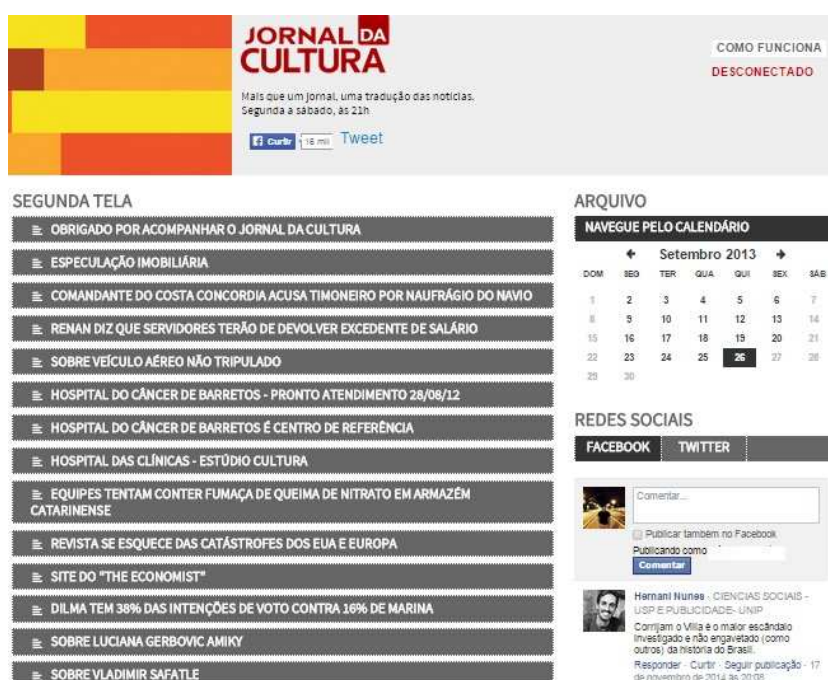 JORNAL DA
CULTURA
Mais que um jornal, uma tradução das notícias.
Segunda a sábado, às 21h
Curtir 16 mil Tweet
COMO FUNCIONA
DESCONECTADO
SEGUNDA TELA
OBRIGADO POR ACOMPANHAR O JORNAL DA CULTURA
ESPECULAÇÃO IMOBILIÁRIA
COMANDANTE DO COSTA CONCORDIA ACUSA TIMONEIRO POR NAUFRÁGIO DO NAVIO
RENAN DIZ QUE SERVIDORES TERÃO DE DEVOLVER EXCEDENTE DE SALÁRIO
SOBRE VEÍCULO AÉREO NÃO TRIPULADO
HOSPITAL DO CÂNCER DE BARRETOS - PRONTO ATENDIMENTO 28/08/12
HOSPITAL DO CÂNCER DE BARRETOS É CENTRO DE REFERÊNCIA
HOSPITAL DAS CLÍNICAS - ESTÚDIO CULTURA
EQUIPES TENTAM CONTER FUMAÇA DE QUEIMA DE NITRATO EM ARMAZÉM
CATARINENSE
REVISTA SE ESQUECE DAS CATÁSTROFES DOS EUA E EUROPA
SITE DO "THE ECONOMIST"
DILMA TEM 38% DAS INTENÇÕES DE VOTO CONTRA 16% DE MARINA
SOBRE LUCIANA GERBOVIC AMIKY
SOBRE VLADIMIR SAFATLE
ARQUIVO
NAVEGUE PELO CALENDÁRIO
Setembro 2013
DOM SEG TER QUA QUI SEX SÁB
1 2 3 4 5 6 7
8 9 10 11 12 13 14
15 16 17 18 19 20 21
22 23 24 25 26 27 28
29 30
REDES SOCIAIS
FACEBOOK TWITTER
Comentar...
Publicar também no Facebook
Publicando como
Comentar
Hernani Nunes · CIENCIAS SOCIAIS -
USP E PUBLICIDADE- UNIP
Corrijam o Villa é o maior escândalo
investigado e não engavetado (como
outros) da história do Brasil.
Responder · Curtir · Seguir publicação · 17
de novembro de 2014 às 20:08